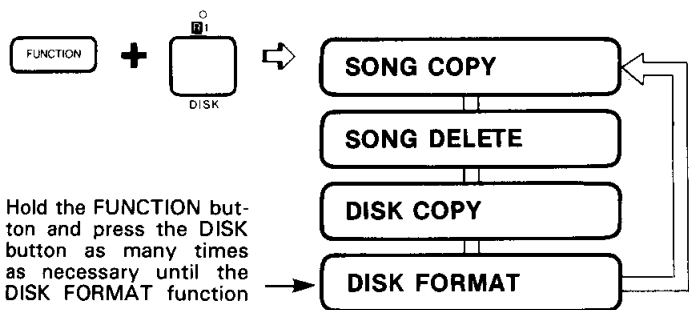 FUNCTION
D1
DISK
SONG COPY
SONG DELETE
DISK COPY
DISK FORMAT
Hold the FUNCTION but-
ton and press the DISK
button as many times
as necessary until the
DISK FORMAT function